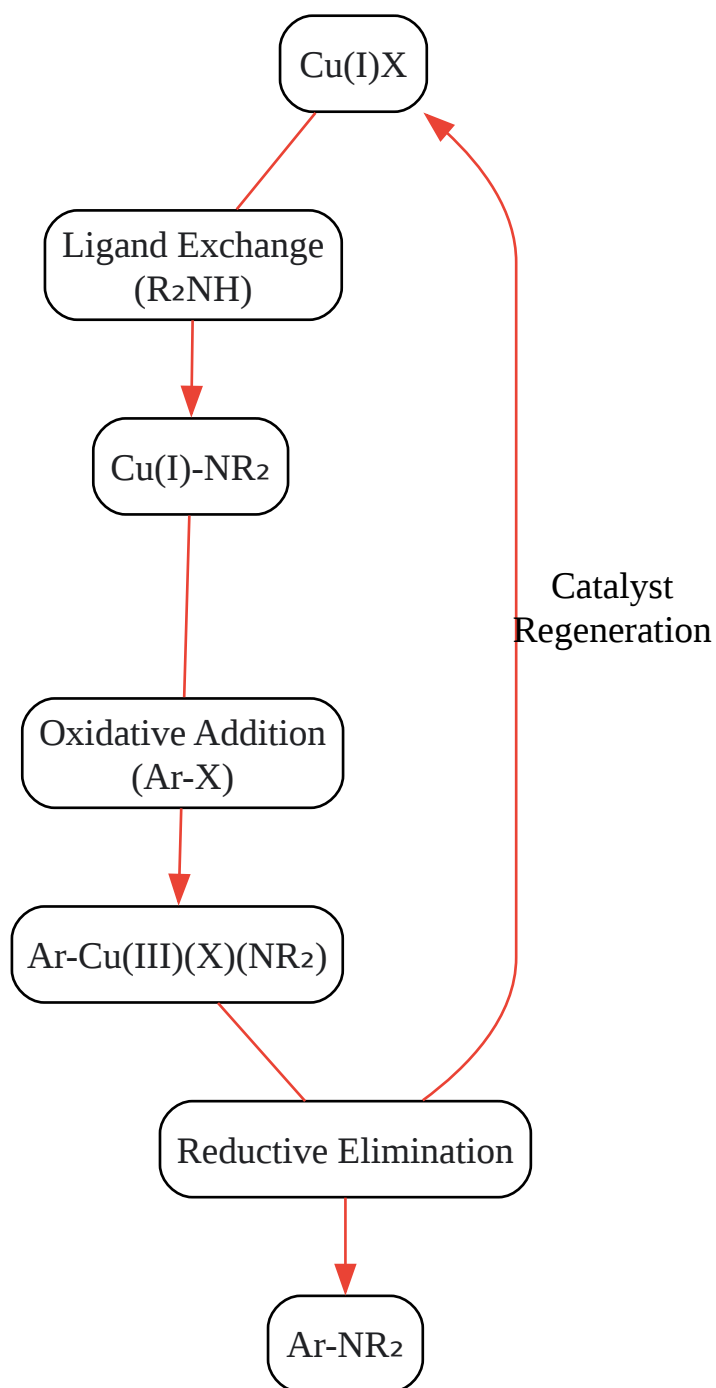 Cu(I)X
Ligand Exchange
(R₂NH)
Cu(I)-NR₂
Catalyst
Regeneration
Oxidative Addition
(Ar-X)
Ar-Cu(III)(X)(NR₂)
Reductive Elimination
Ar-NR₂